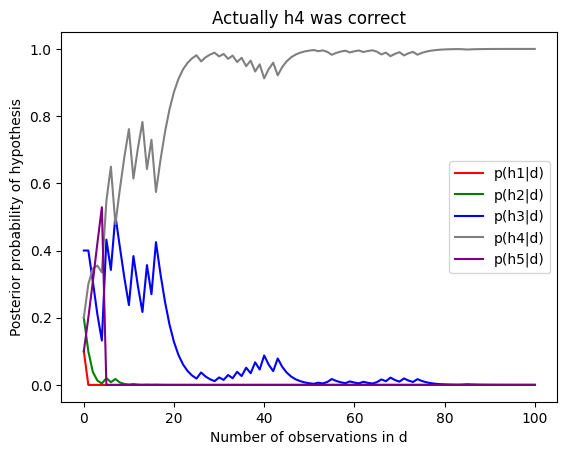 Actually h4 was correct
Posterior probability of hypothesis
1.0
0.8
0.6
0.4
0.2
0.0
p(h1|d)
p(h2|d)
p(h3|d)
p(h4|d)
p(h5|d)
0
20
40
60
80
100
Number of observations in d